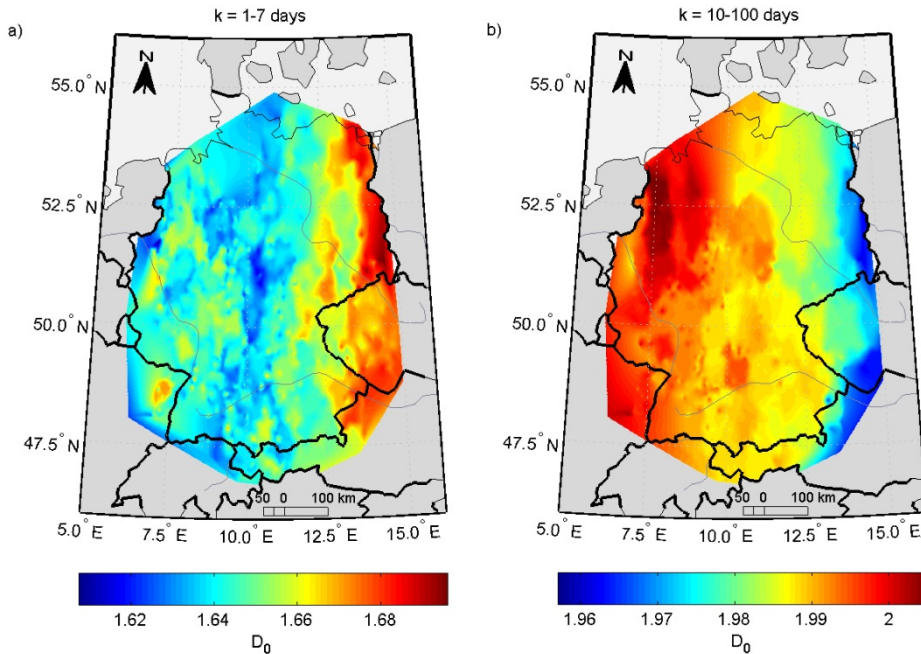 k = 1-7 days
k = 10-100 days
a)
b)
N
N
55.0° N
55.0° N
52.5° N
52.5° N
50.0° N
50.0° N
47.5° N
47.5° N
50 0 100 km
50 0 100 km
5.0° E 7.5° E 10.0° E 12.5° E 15.0° E
5.0° E 7.5° E 10.0° E 12.5° E 15.0° E
1.62 1.64 1.66 1.68
1.96 1.97 1.98 1.99 2
D₀
D₀